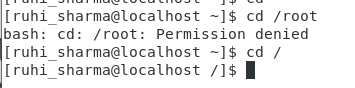 [ruhi_sharma@localhost ~]$ cd /root
bash: cd: /root: Permission denied
[ruhi_sharma@localhost ~]$ cd /
[ruhi_sharma@localhost /]$